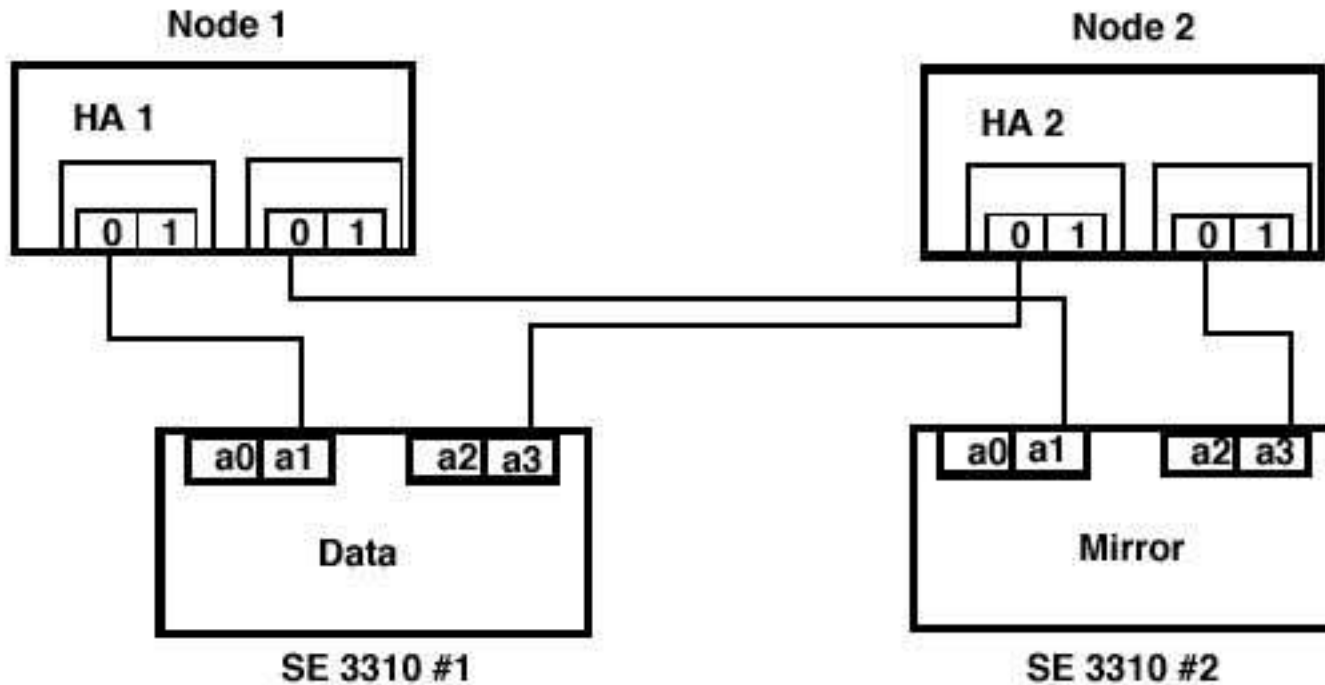 Node 1
Node 2
HA 1
HA 2
0 1
0 1
0 1
0 1
a0 a1
a2 a3
a0 a1
a2 a3
Data
Mirror
SE 3310 #1
SE 3310 #2